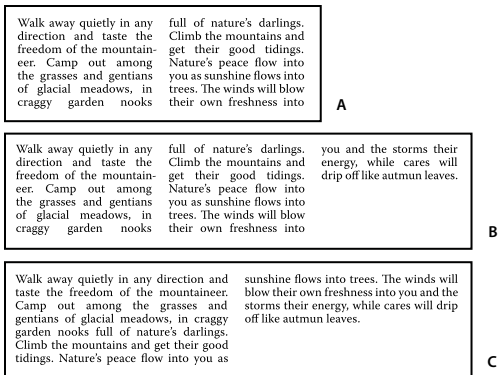 Walk away quietly in any
direction and taste the
freedom of the mountain-
eer. Camp out among
the grasses and gentians
of glacial meadows, in
craggy garden nooks
full of nature's darlings.
Climb the mountains and
get their good tidings.
Nature's peace flow into
you as sunshine flows into
trees. The winds will blow
their own freshness into
A
Walk away quietly in any
direction and taste the
freedom of the mountain-
eer. Camp out among
the grasses and gentians
of glacial meadows, in
craggy garden nooks
full of nature's darlings.
Climb the mountains and
get their good tidings.
Nature's peace flow into
you as sunshine flows into
trees. The winds will blow
their own freshness into
you and the storms their
energy, while cares will
drip off like autmun leaves.
B
Walk away quietly in any direction and
taste the freedom of the mountaineer.
Camp out among the grasses and
gentians of glacial meadows, in craggy
garden nooks full of nature's darlings.
Climb the mountains and get their good
tidings. Nature's peace flow into you as
sunshine flows into trees. The winds will
blow their own freshness into you and the
storms their energy, while cares will drip
off like autmun leaves.
C